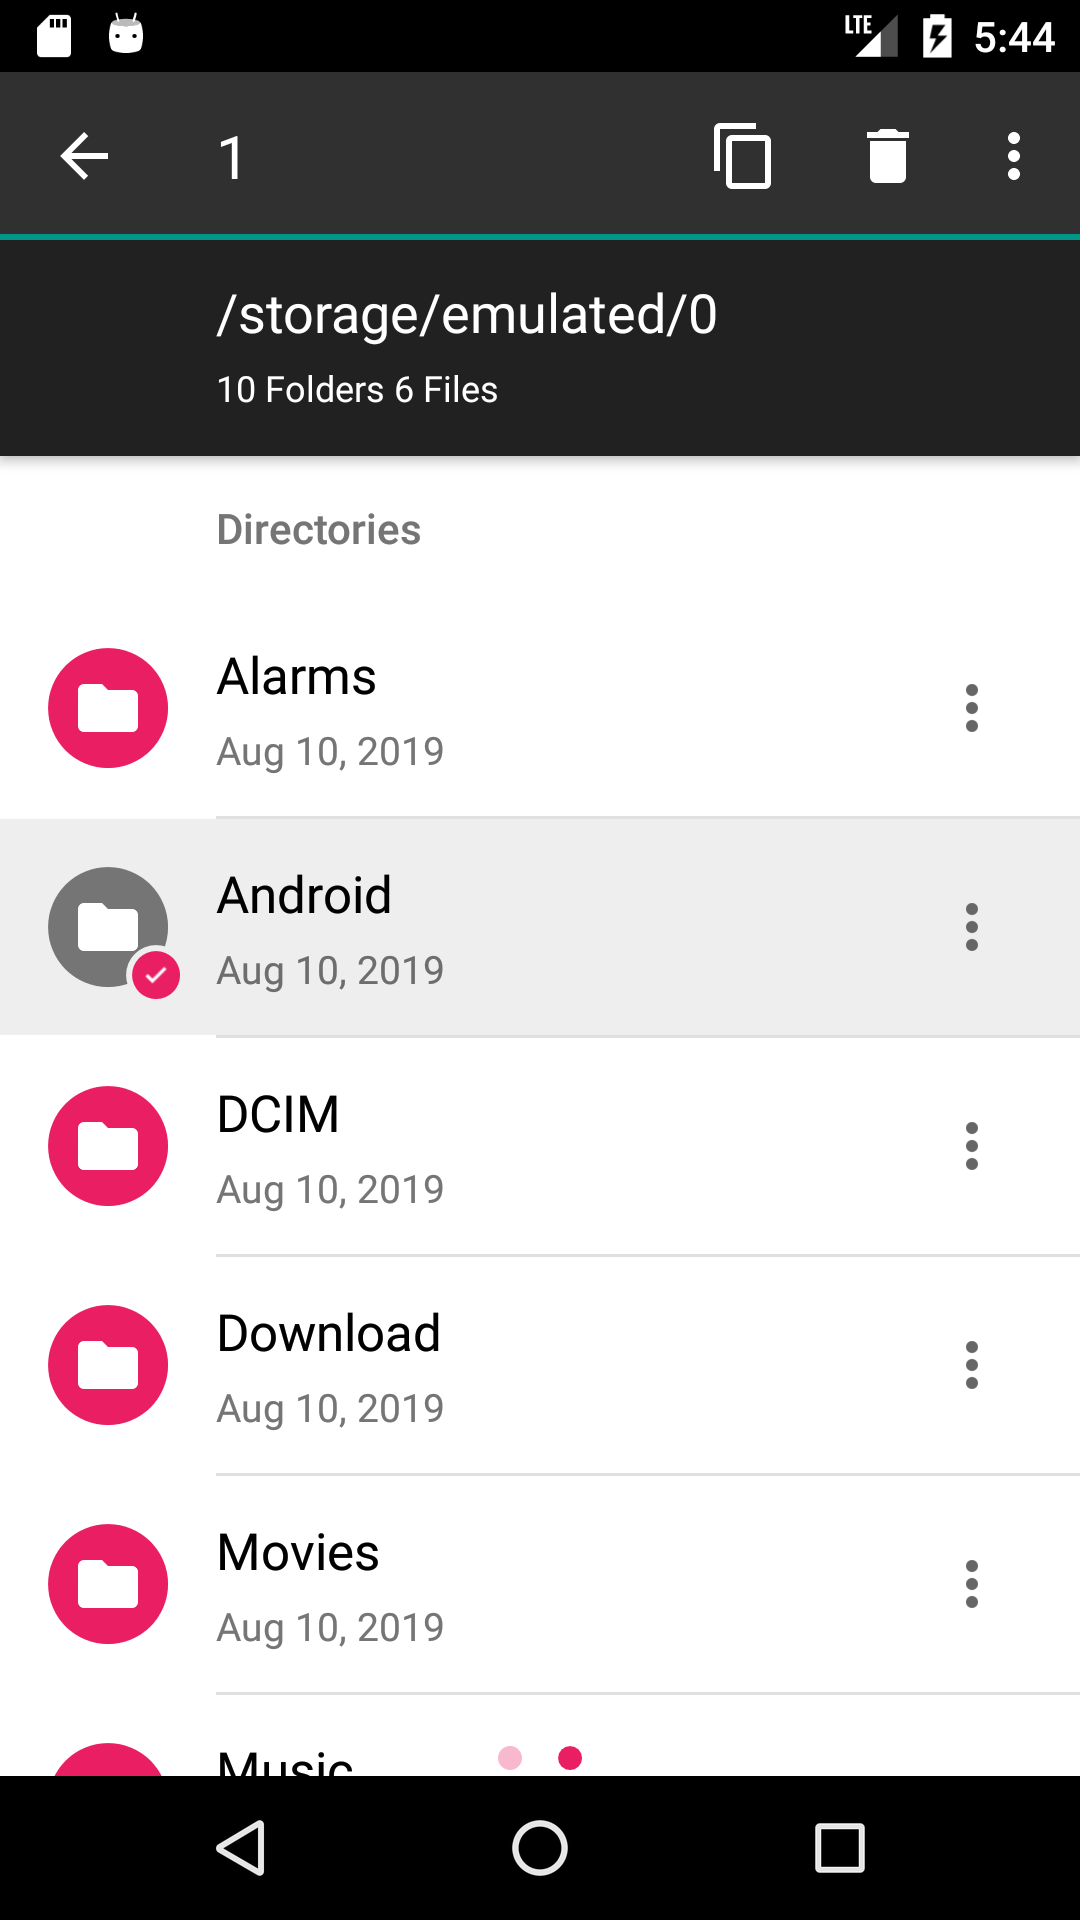 LTE 5:44
1
/storage/emulated/0
10 Folders 6 Files
Directories
Alarms
Aug 10, 2019
Android
Aug 10, 2019
DCIM
Aug 10, 2019
Download
Aug 10, 2019
Movies
Aug 10, 2019
Music